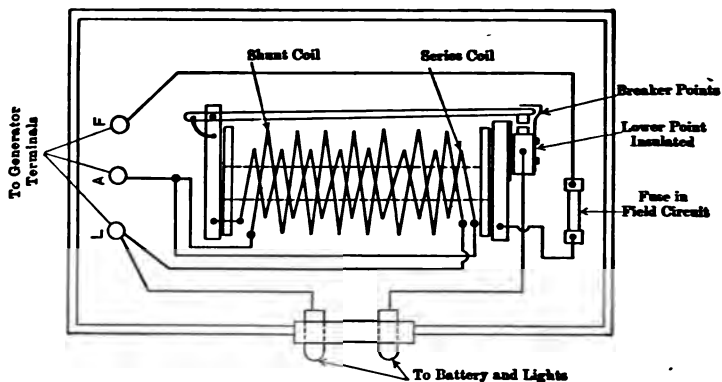 Shunt Coil
Series Coil
Breaker Points
Lower Point
Insulated
To Generator
Terminals
F
A
L
Fuse in
Field Circuit
To Battery and Lights